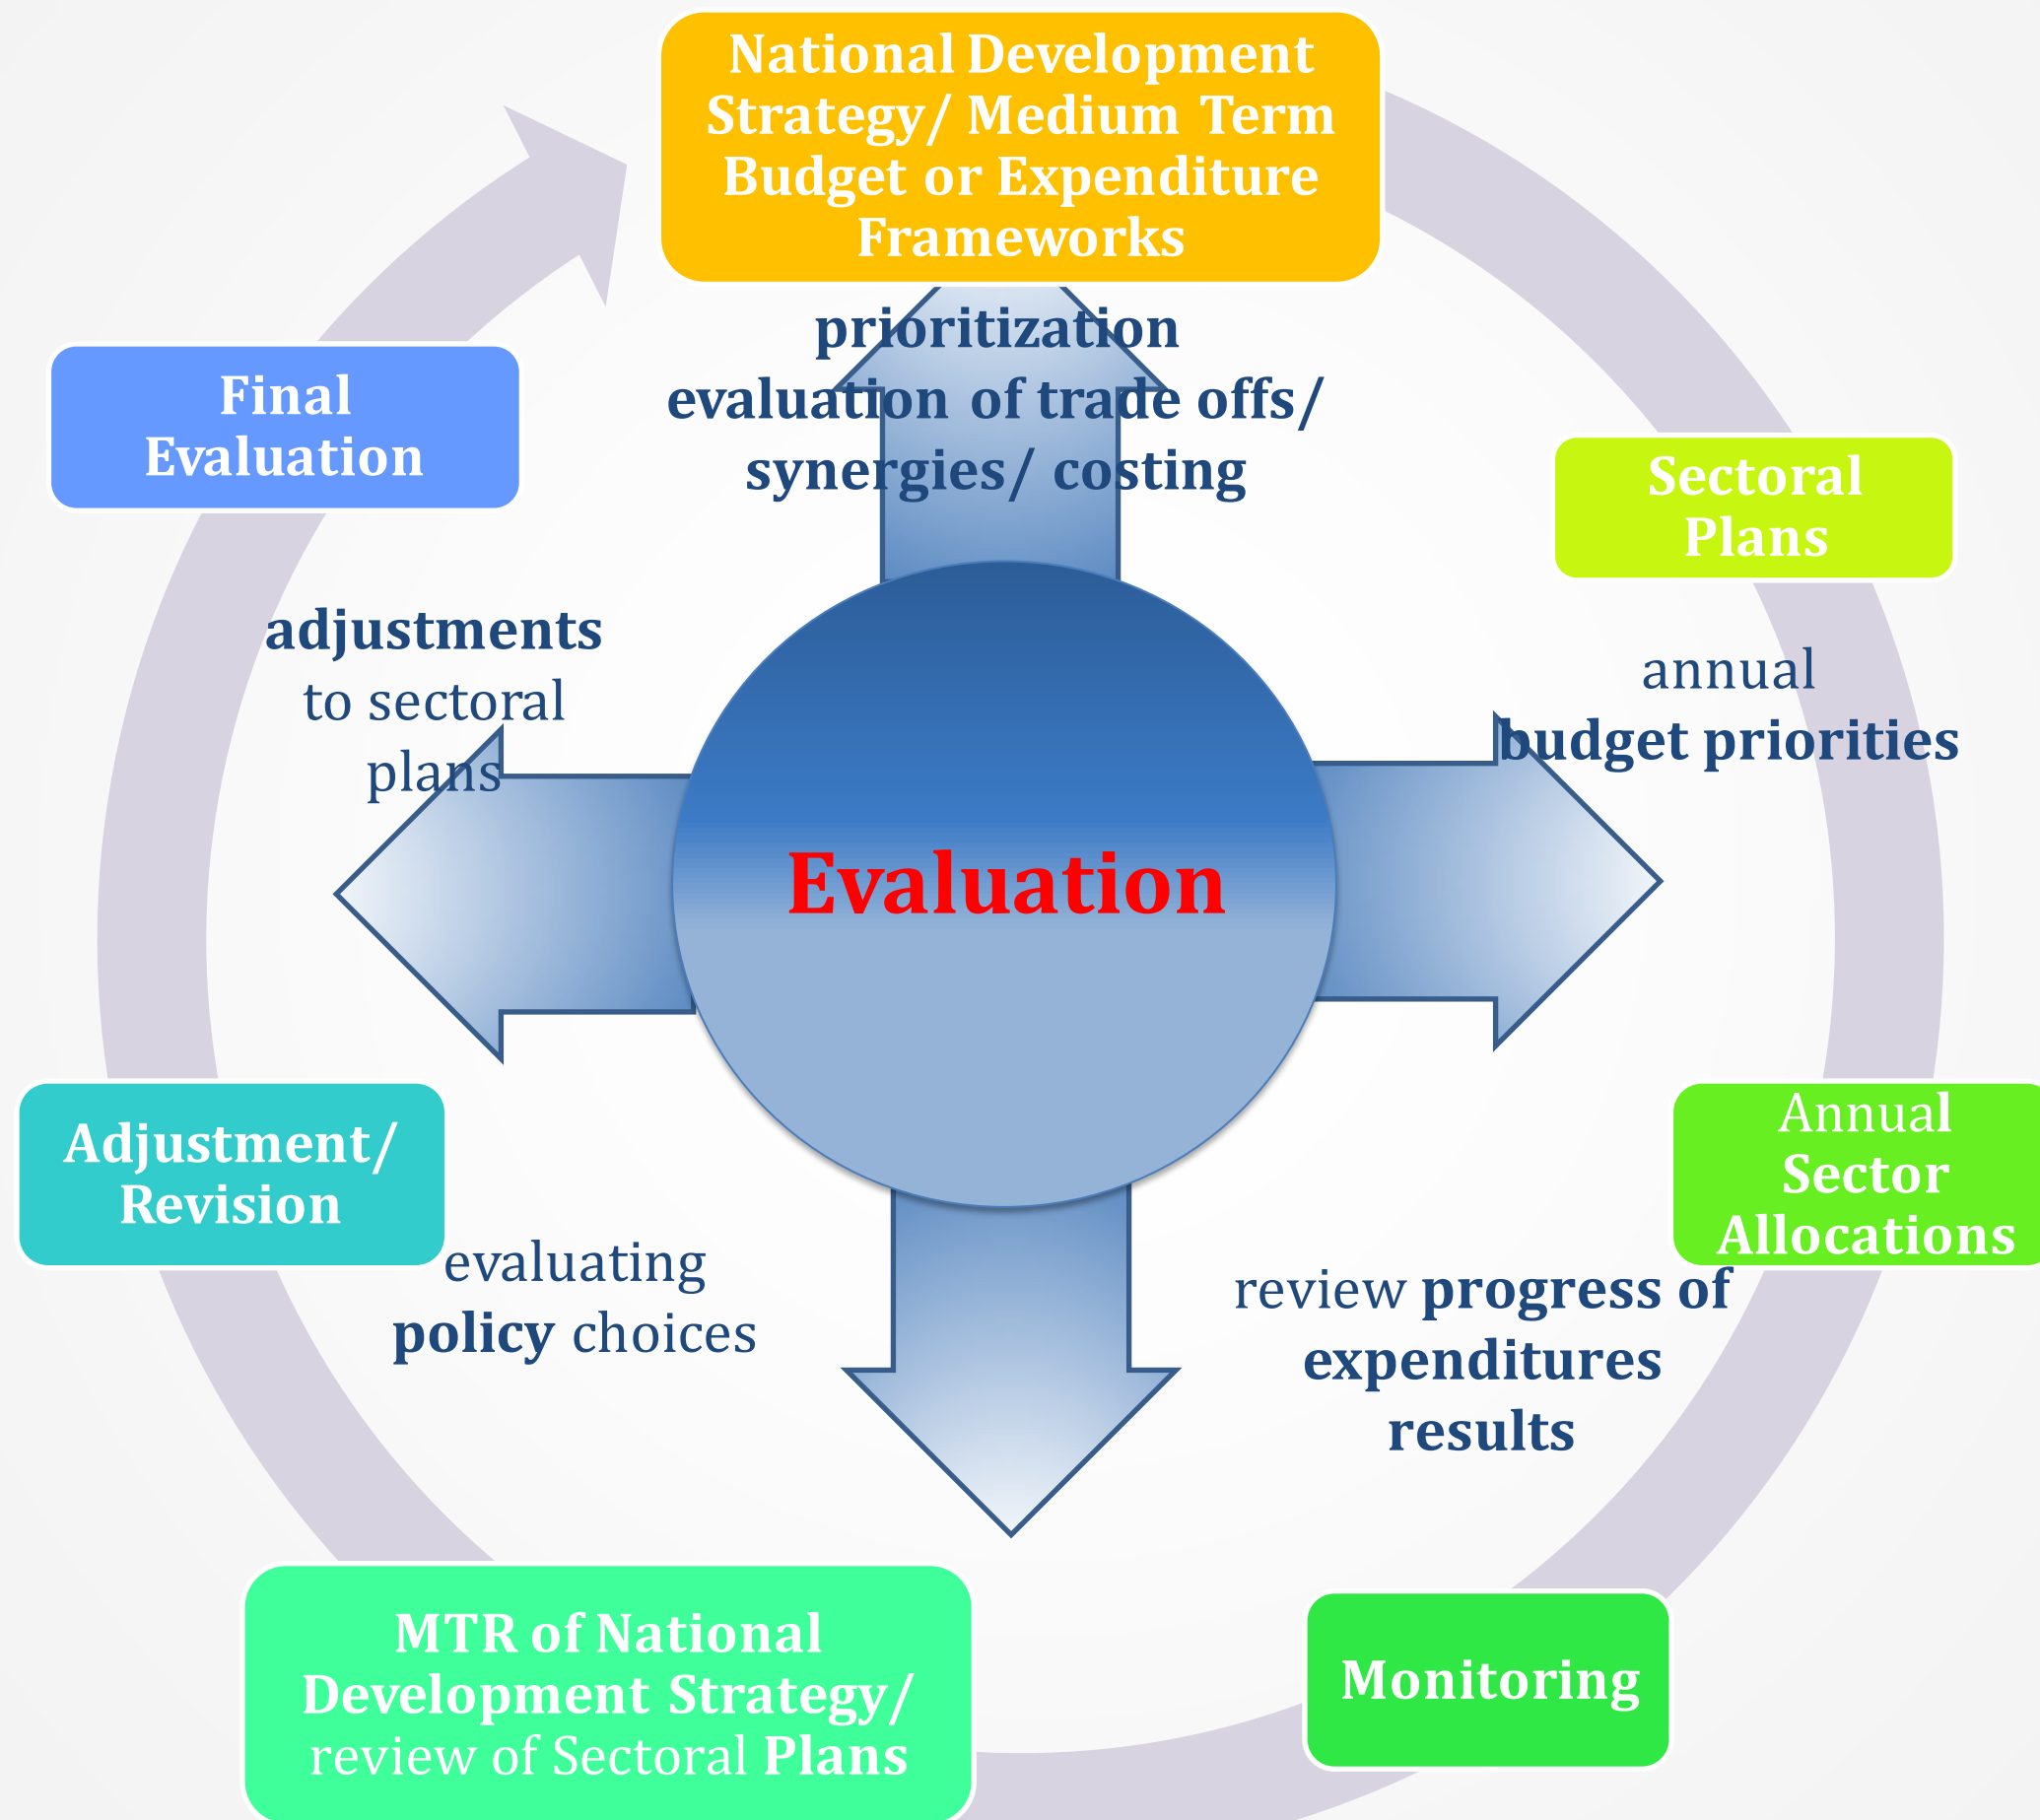 National Development
Strategy/ Medium Term
Budget or Expenditure
Frameworks
prioritization
evaluation of trade offs/
synergies/ costing
Final
Evaluation
Sectoral
Plans
adjustments
to sectoral
plans
annual
budget priorities
Evaluation
Adjustment/
Revision
Annual
Sector
Allocations
evaluating
policy choices
review progress of
expenditures
results
MTR of National
Development Strategy/
review of Sectoral Plans
Monitoring